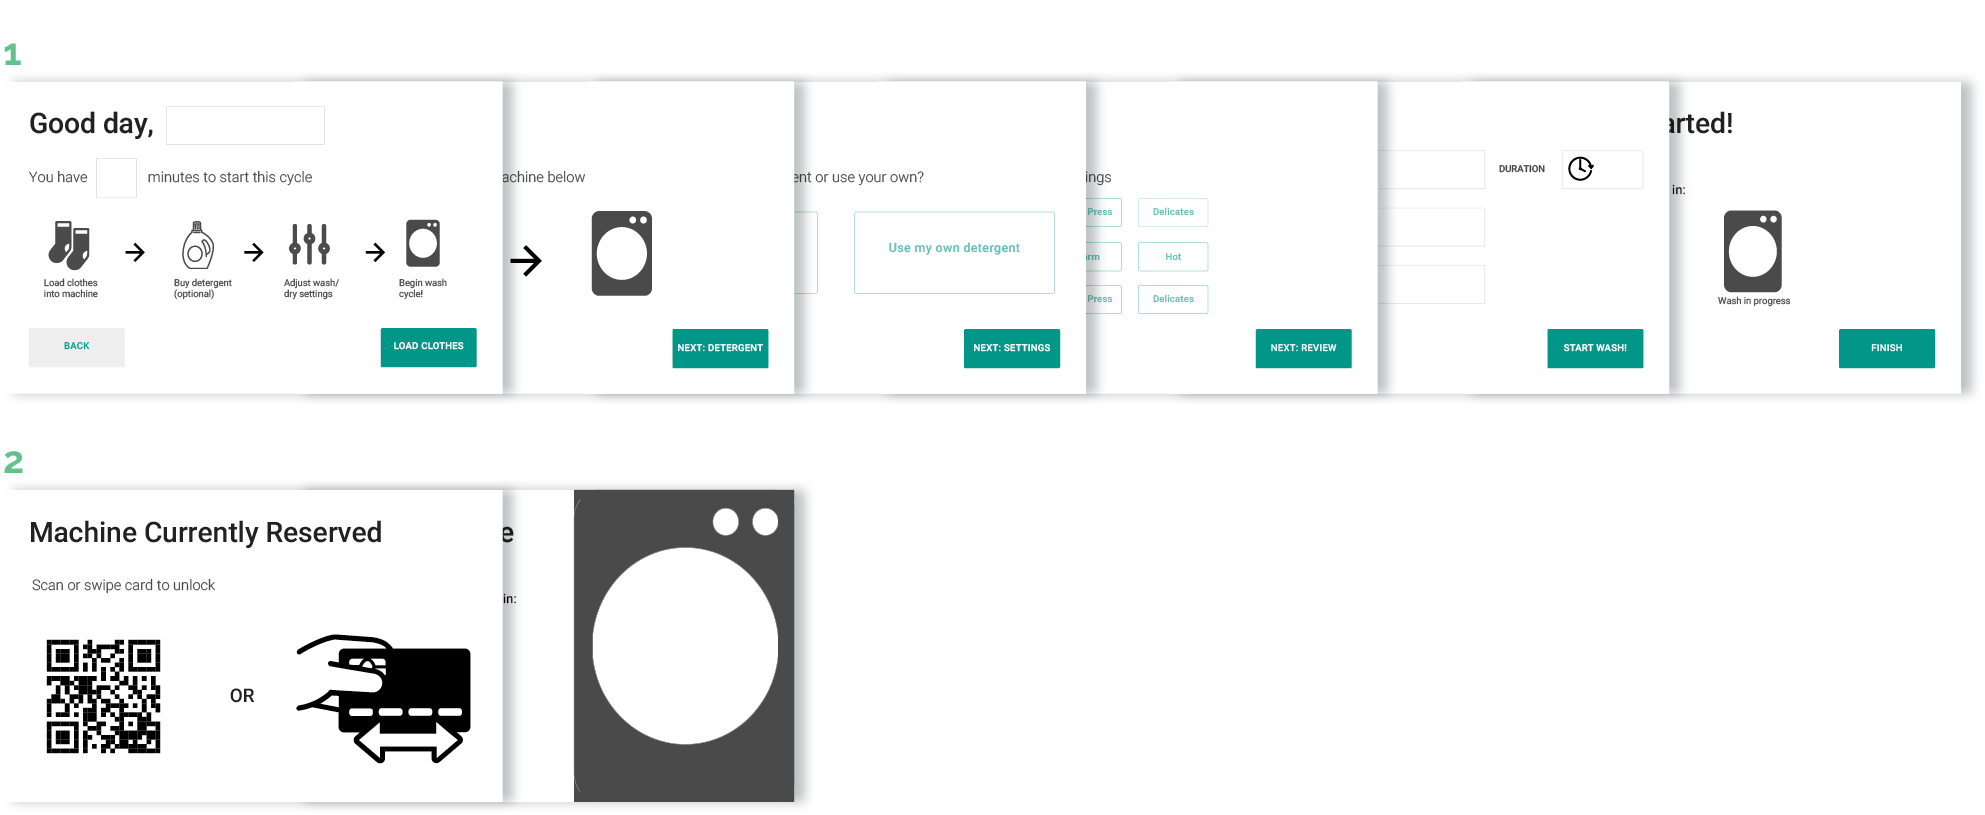 1
Good day,
You have minutes to start this cycle
Load clothes
into machine
Buy detergent
(optional)
Adjust wash/
dry settings
Begin wash
cycle!
BACK
LOAD CLOTHES
achine below
NEXT: DETERGENT
ent or use your own?
Use my own detergent
NEXT: SETTINGS
ings
Press Delicates
rm Hot
Press Delicates
NEXT: REVIEW
DURATION
START WASH!
arted!
in:
Wash in progress
FINISH
2
Machine Currently Reserved
Scan or swipe card to unlock
OR
e
in: